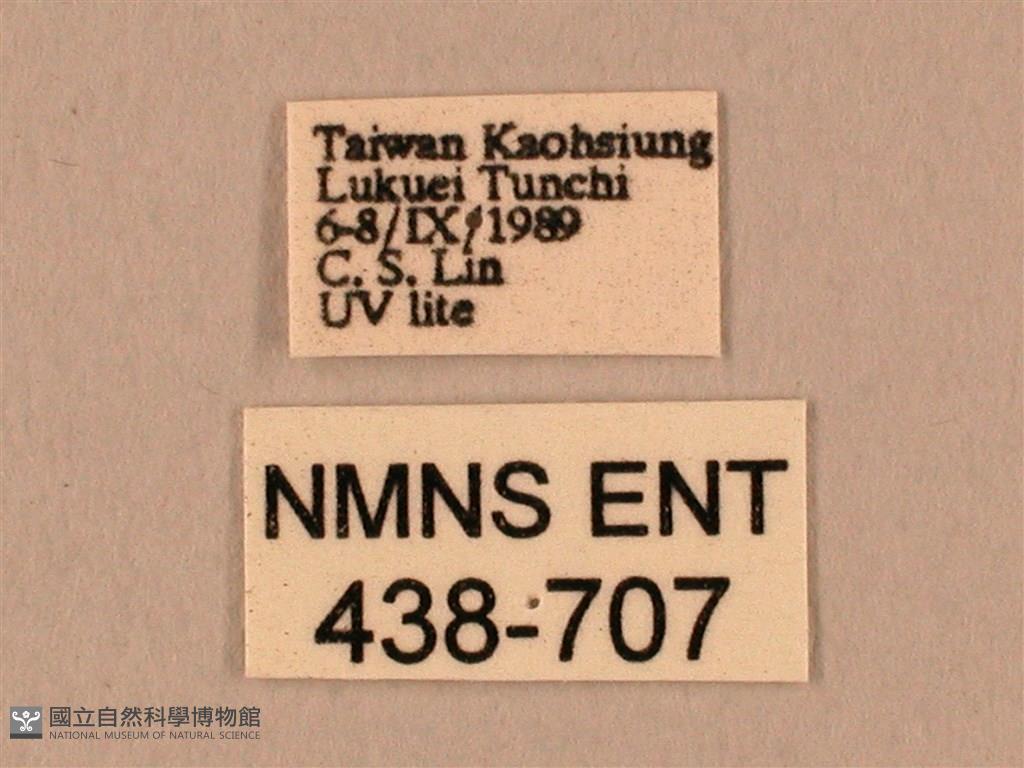 Taiwan Kaohsiung
Lukuei Tunchi
6-8/IX/1989
C. S. Lin
UV lite
NMNS ENT
438-707
國立自然科學博物館
NATIONAL MUSEUM OF NATURAL SCIENCE